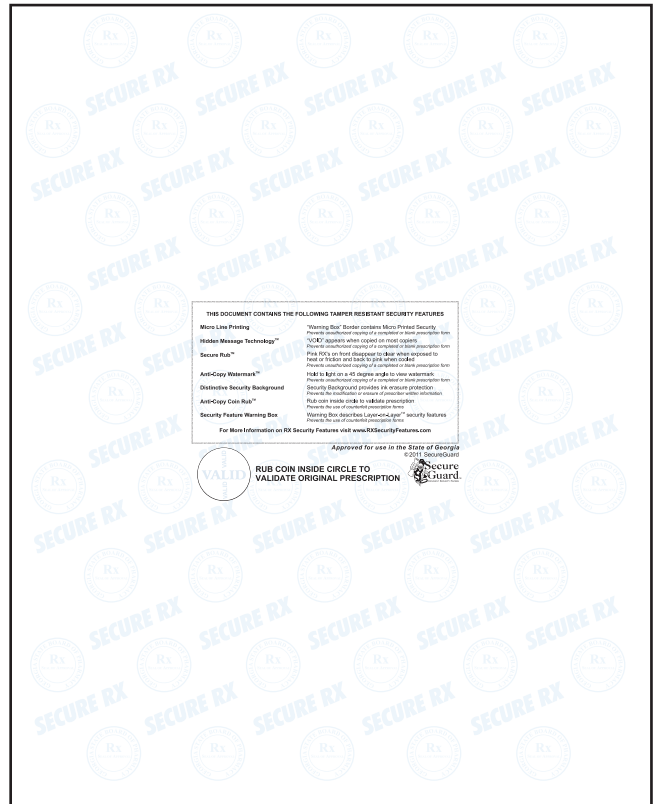 SECURE RX
Rx
THIS DOCUMENT CONTAINS THE FOLLOWING TAMPER RESISTANT SECURITY FEATURES
Micro Line Printing "Warning Box" Border contains Micro Printed Security
Prevents unauthorized copying of a completed or blank prescription form
Hidden Message Technology™ "VOID" appears when copied on most copiers
Prevents unauthorized copying of a completed or blank prescription form
Secure Rub™ Pink RX's on front disappear to clear when exposed to
heat or friction and back to pink when cooled
Prevents unauthorized copying of a completed or blank prescription form
Anti-Copy Watermark™ Hold to light on a 45 degree angle to view watermark
Prevents unauthorized copying of a completed or blank prescription form
Distinctive Security Background Security Background provides ink erasure protection
Prevents the modification or erasure of prescriber written information
Anti-Copy Coin Rub™ Rub coin inside circle to validate prescription
Prevents the use of counterfeit prescription forms
Security Feature Warning Box Warning Box describes Layer-on-Layer™ security features
Prevents the use of counterfeit prescription forms
For More Information on RX Security Features visit www.RXSecurityFeatures.com
Approved for use in the State of Georgia
©2011 SecureGuard
VALID
RUB COIN INSIDE CIRCLE TO
VALIDATE ORIGINAL PRESCRIPTION
Secure
Guard